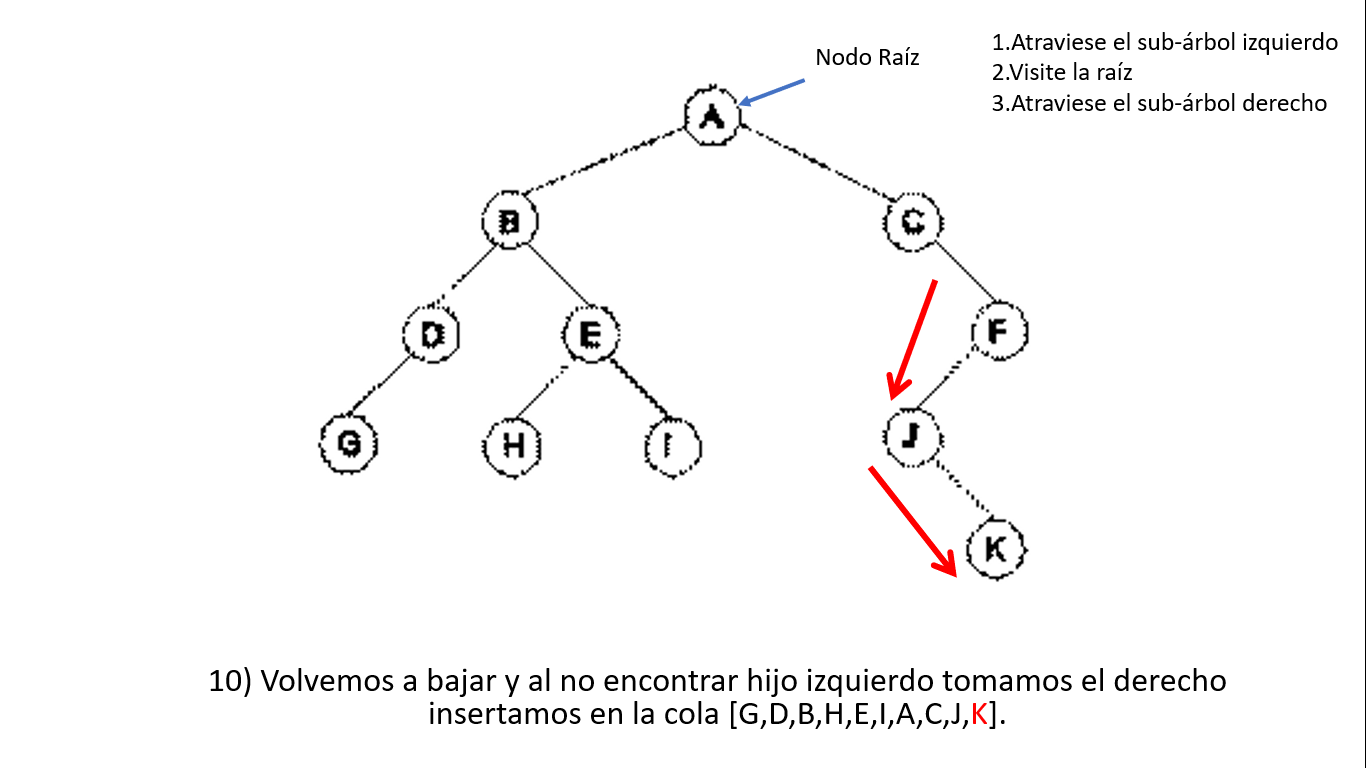 Nodo Raíz
1.Atraviese el sub-árbol izquierdo
2.Visite la raíz
3.Atraviese el sub-árbol derecho
A
B
C
D
E
F
G
H
I
J
K
10) Volvemos a bajar y al no encontrar hijo izquierdo tomamos el derecho
insertamos en la cola [G,D,B,H,E,I,A,C,J,K].